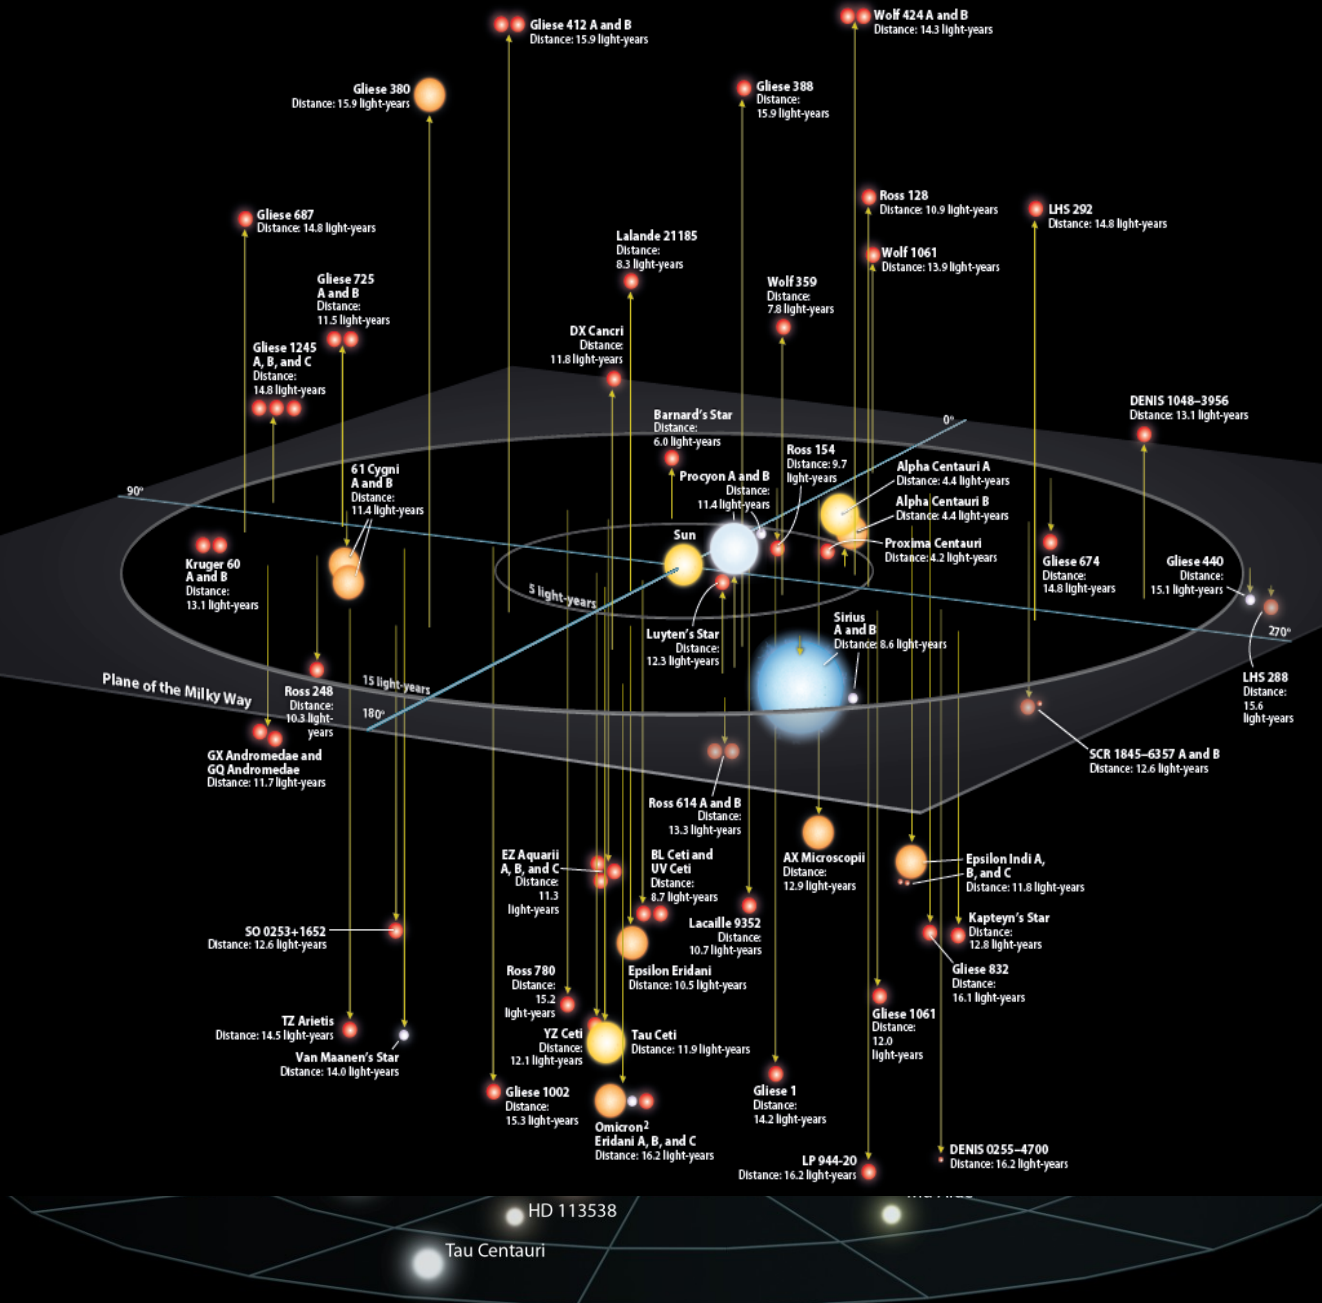 Gliese 412 A and B
Distance: 15.9 light-years
Wolf 424 A and B
Distance: 14.3 light-years
Gliese 380
Distance: 15.9 light-years
Gliese 388
Distance:
15.9 light-years
Ross 128
Distance: 10.9 light-years
LHS 292
Distance: 14.8 light-years
Gliese 687
Distance: 14.8 light-years
Lalande 21185
Distance:
8.3 light-years
Wolf 1061
Distance: 13.9 light-years
Gliese 725
A and B
Distance:
11.5 light-years
Wolf 359
Distance:
7.8 light-years
DX Cancri
Distance:
11.8 light-years
Gliese 1245
A, B, and C
Distance:
14.8 light-years
DENIS 1048–3956
Distance: 13.1 light-years
Barnard's Star
Distance:
6.0 light-years
0°
Ross 154
Distance: 9.7
light-years
61 Cygni
A and B
Distance:
11.4 light-years
Procyon A and B
Distance:
11.4 light-years
Alpha Centauri A
Distance: 4.4 light-years
90°
Alpha Centauri B
Distance: 4.4 light-years
Sun
Proxima Centauri
Distance: 4.2 light-years
Kruger 60
A and B
Distance:
13.1 light-years
Gliese 674
Distance:
14.8 light-years
Gliese 440
Distance:
15.1 light-years
5 light-years
Luyten's Star
Distance:
12.3 light-years
Sirius
A and B
Distance: 8.6 light-years
270°
LHS 288
Distance:
15.6
light-years
Plane of the Milky Way
15 light-years
180°
Ross 248
Distance:
10.3 light-
years
GX Andromedae and
GQ Andromedae
Distance: 11.7 light-years
SCR 1845–6357 A and B
Distance: 12.6 light-years
Ross 614 A and B
Distance:
13.3 light-years
EZ Aquarii
A, B, and C
Distance:
11.3
light-years
BL Ceti and
UV Ceti
Distance:
8.7 light-years
AX Microscopii
Distance:
12.9 light-years
Epsilon Indi A,
B, and C
Distance: 11.8 light-years
SO 0253+1652
Distance: 12.6 light-years
Lacaille 9352
Distance:
10.7 light-years
Kapteyn's Star
Distance:
12.8 light-years
Ross 780
Distance:
15.2
light-years
Epsilon Eridani
Distance: 10.5 light-years
Gliese 832
Distance:
16.1 light-years
TZ Arietis
Distance: 14.5 light-years
YZ Ceti
Distance:
12.1 light-years
Tau Ceti
Distance: 11.9 light-years
Gliese 1061
Distance:
12.0
light-years
Van Maanen's Star
Distance: 14.0 light-years
Gliese 1002
Distance:
15.3 light-years
Gliese 1
Distance:
14.2 light-years
Omicron²
Eridani A, B, and C
Distance: 16.2 light-years
LP 944-20
Distance: 16.2 light-years
DENIS 0255–4700
Distance: 16.2 light-years
HD 113538
Tau Centauri